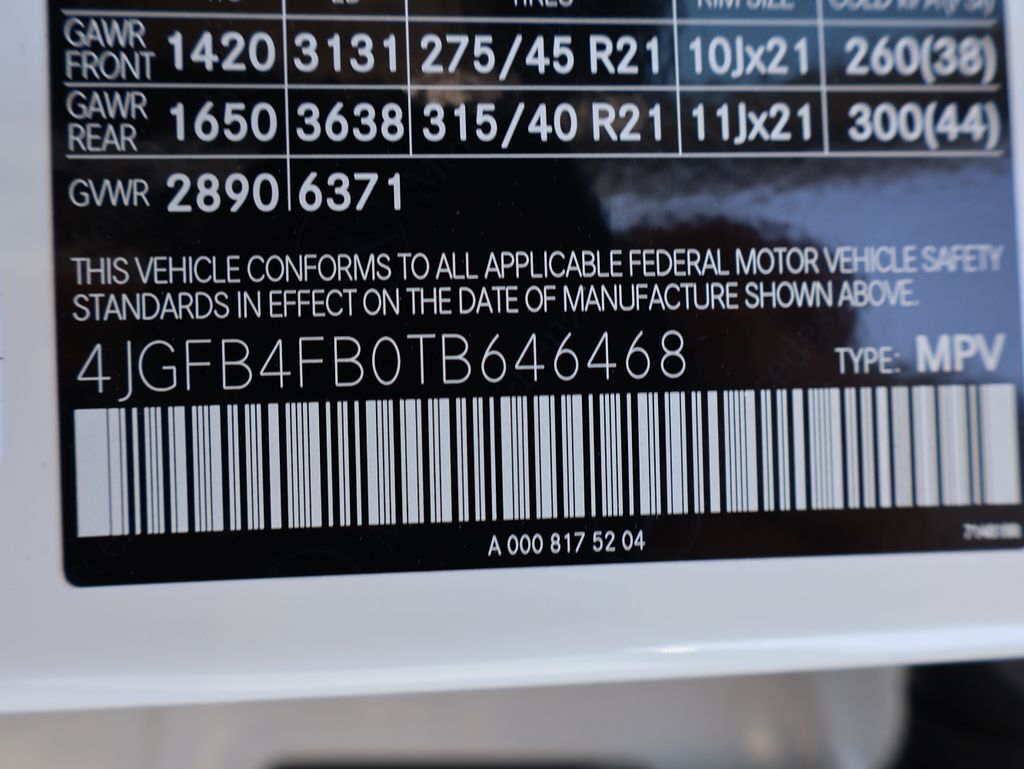 GAWR FRONT 1420 3131 275/45 R21 10Jx21 260(38)
GAWR REAR 1650 3638 315/40 R21 11Jx21 300(44)
GVWR 2890 6371
THIS VEHICLE CONFORMS TO ALL APPLICABLE FEDERAL MOTOR VEHICLE SAFETY
STANDARDS IN EFFECT ON THE DATE OF MANUFACTURE SHOWN ABOVE.
4JGFB4FB0TB646468 TYPE: MPV
A 000 817 52 04